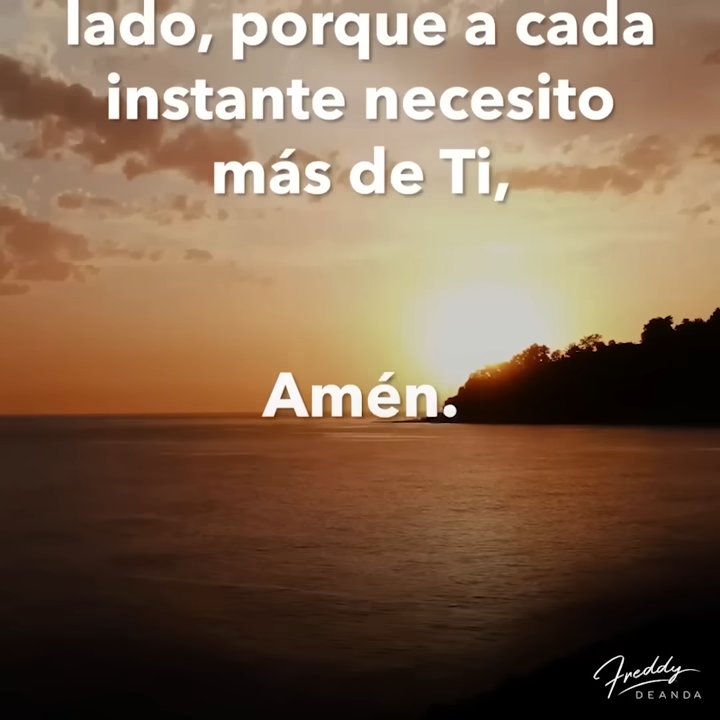 lado, porque a cada
instante necesito
más de Ti,
Amén.
Freddy
DEANDA